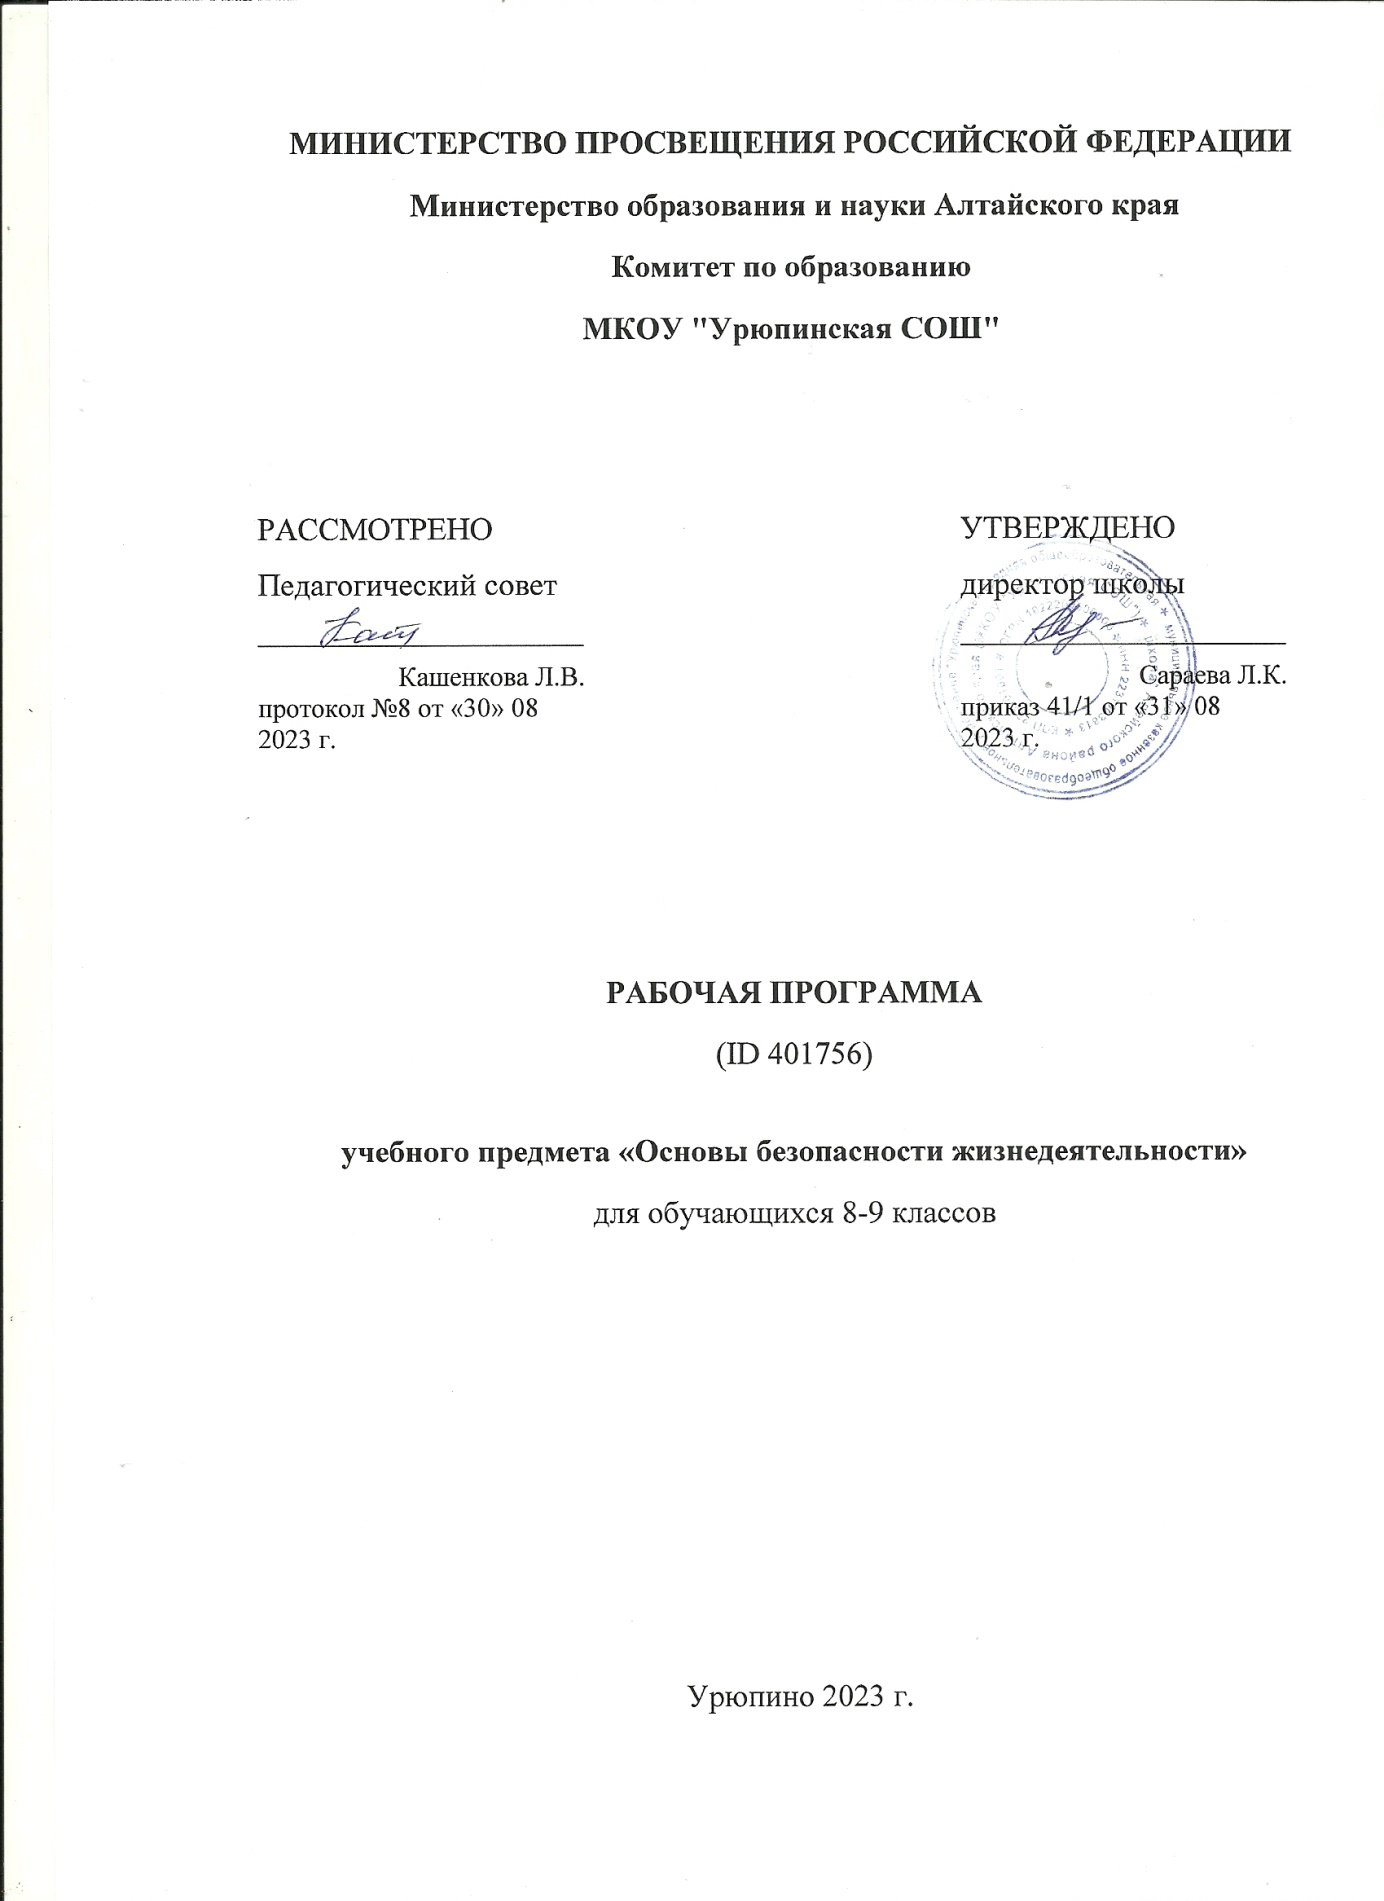 МИНИСТЕРСТВО ПРОСВЕЩЕНИЯ РОССИЙСКОЙ ФЕДЕРАЦИИ
Министерство образования и науки Алтайского края
Комитет по образованию
МКОУ "Урюпинская СОШ"
РАССМОТРЕНО
Педагогический совет
Кашенкова Л.В.
протокол №8 от «30» 08
2023 г.
УТВЕРЖДЕНО
директор школы
Сараева Л.К.
приказ 41/1 от «31» 08
2023 г.
РАБОЧАЯ ПРОГРАММА
(ID 401756)
учебного предмета «Основы безопасности жизнедеятельности»
для обучающихся 8-9 классов
Урюпино 2023 г.